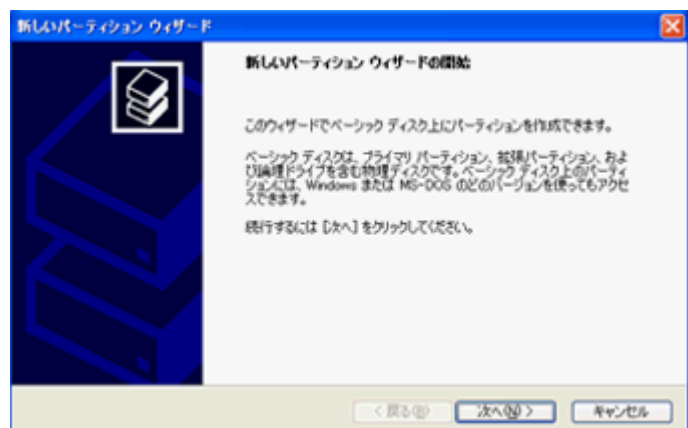 新しいパーティション ウィザード
新しいパーティション ウィザードの開始
このウィザードでベーシック ディスク上にパーティションを作成できます。
ベーシック ディスクは、プライマリ パーティション、拡張パーティション、およ
び論理ドライブを含む物理ディスクです。ベーシック ディスク上のパーティ
ションには、Windows または MS-DOS のどのバージョンを使ってもアクセ
スできます。
続行するには [次へ] をクリックしてください。
< 戻る(B)
次へ(N) >
キャンセル